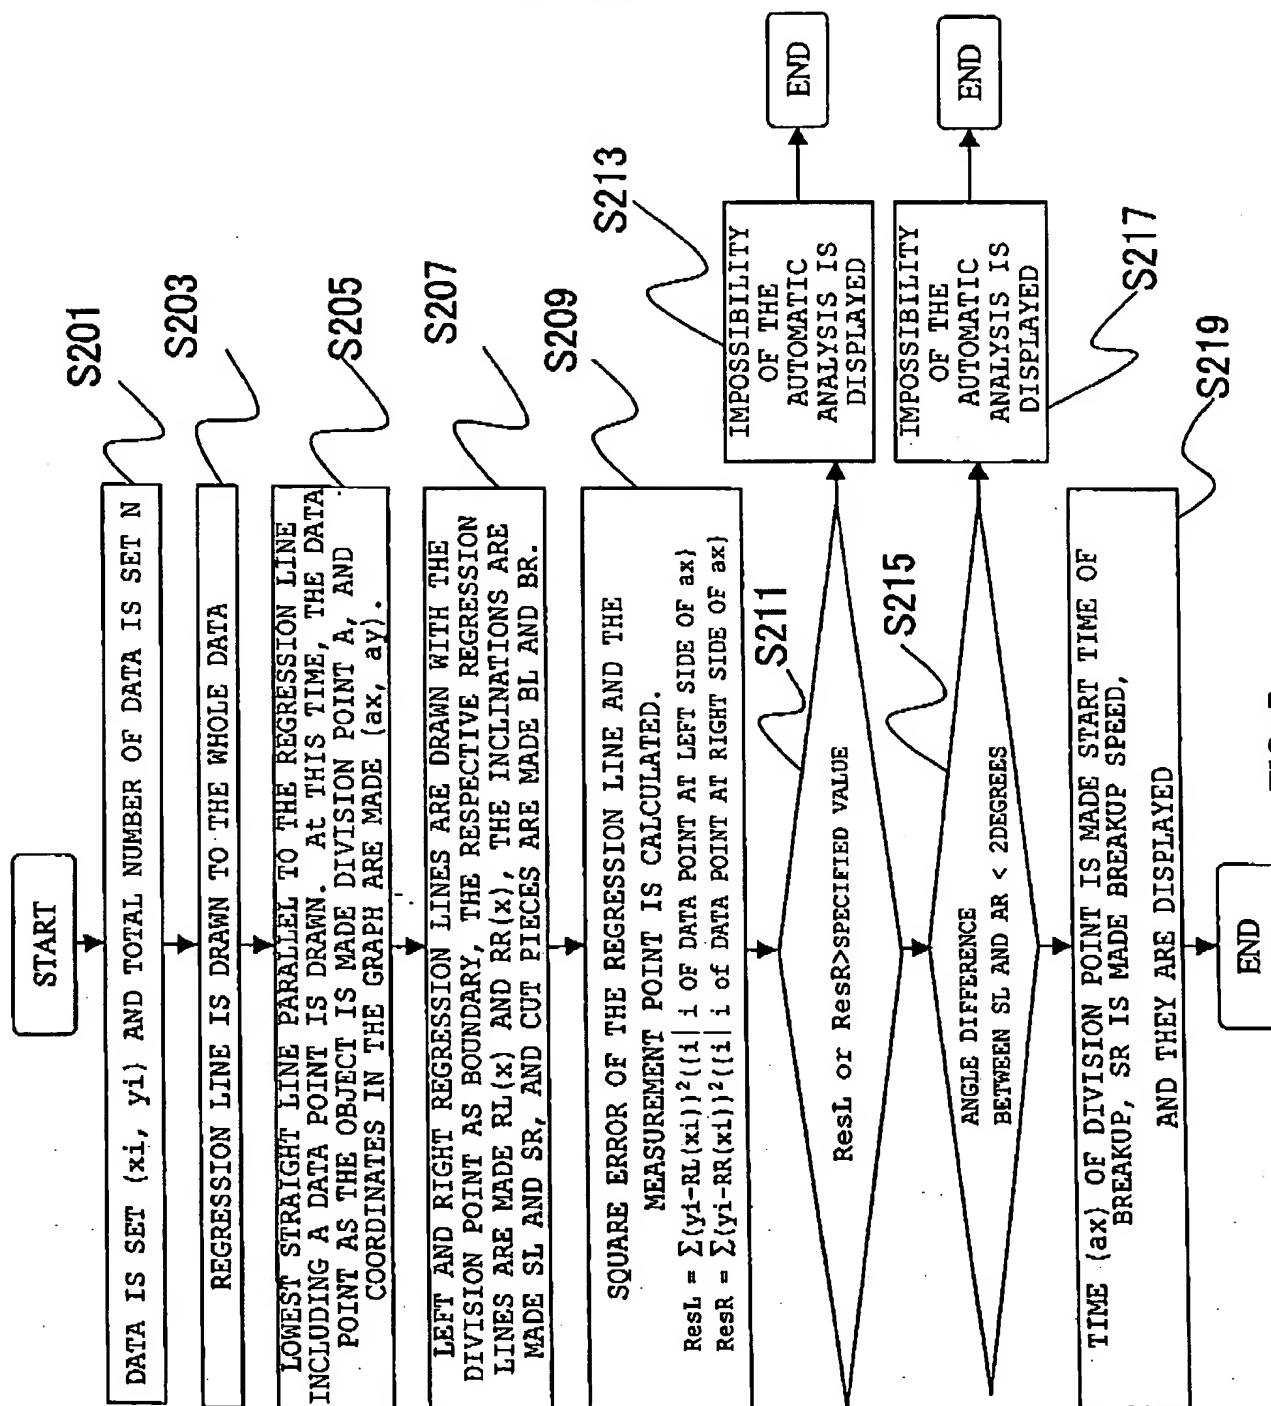 START
DATA IS SET (xi, yi) AND TOTAL NUMBER OF DATA IS SET N
S201
REGRESSION LINE IS DRAWN TO THE WHOLE DATA
S203
LOWEST STRAIGHT LINE PARALLEL TO THE REGRESSION LINE
INCLUDING A DATA POINT IS DRAWN. At THIS TIME, THE DATA
POINT AS THE OBJECT IS MADE DIVISION POINT A, AND
COORDINATES IN THE GRAPH ARE MADE (ax, ay).
S205
LEFT AND RIGHT REGRESSION LINES ARE DRAWN WITH THE
DIVISION POINT AS BOUNDARY, THE RESPECTIVE REGRESSION
LINES ARE MADE RL(x) AND RR(x), THE INCLINATIONS ARE
MADE SL AND SR, AND CUT PIECES ARE MADE BL AND BR.
S207
SQUARE ERROR OF THE REGRESSION LINE AND THE
MEASUREMENT POINT IS CALCULATED.
ResL = Σ(yi-RL(xi))²({i| i OF DATA POINT AT LEFT SIDE OF ax}
ResR = Σ(yi-RR(xi))²({i| i of DATA POINT AT RIGHT SIDE OF ax}
S209
ResL or ResR>SPECIFIED VALUE
S211
IMPOSSIBILITY
OF THE
AUTOMATIC
ANALYSIS IS
DISPLAYED
S213
END
ANGLE DIFFERENCE
BETWEEN SL AND AR < 2DEGREES
S215
IMPOSSIBILITY
OF THE
AUTOMATIC
ANALYSIS IS
DISPLAYED
S217
END
TIME (ax) OF DIVISION POINT IS MADE START TIME OF
BREAKUP, SR IS MADE BREAKUP SPEED,
AND THEY ARE DISPLAYED
S219
END